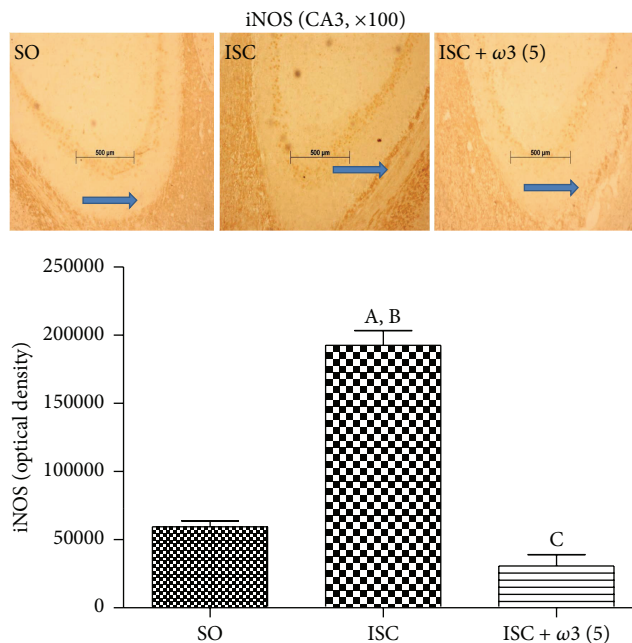 iNOS (CA3, ×100)
SO ISC ISC + ω3 (5)
500 µm 500 µm 500 µm
250000
200000
150000
100000
50000
0
iNOS (optical density)
A, B
C
SO ISC ISC + ω3 (5)